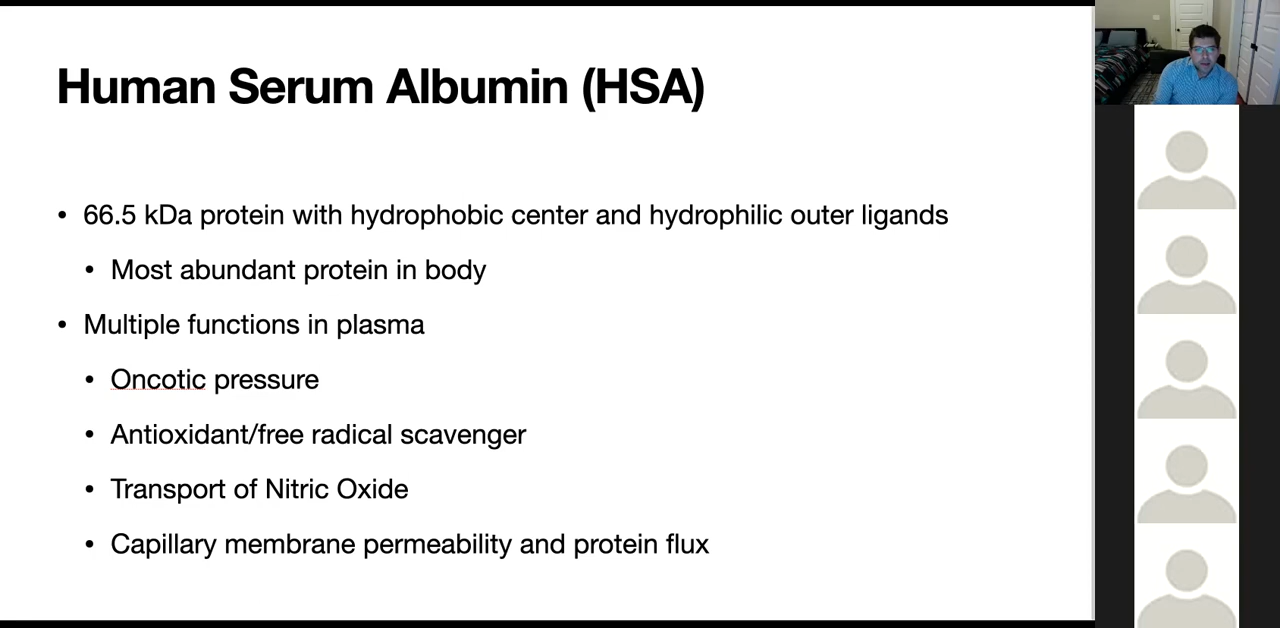 Human Serum Albumin (HSA)
• 66.5 kDa protein with hydrophobic center and hydrophilic outer ligands
• Most abundant protein in body
• Multiple functions in plasma
• Oncotic pressure
• Antioxidant/free radical scavenger
• Transport of Nitric Oxide
• Capillary membrane permeability and protein flux